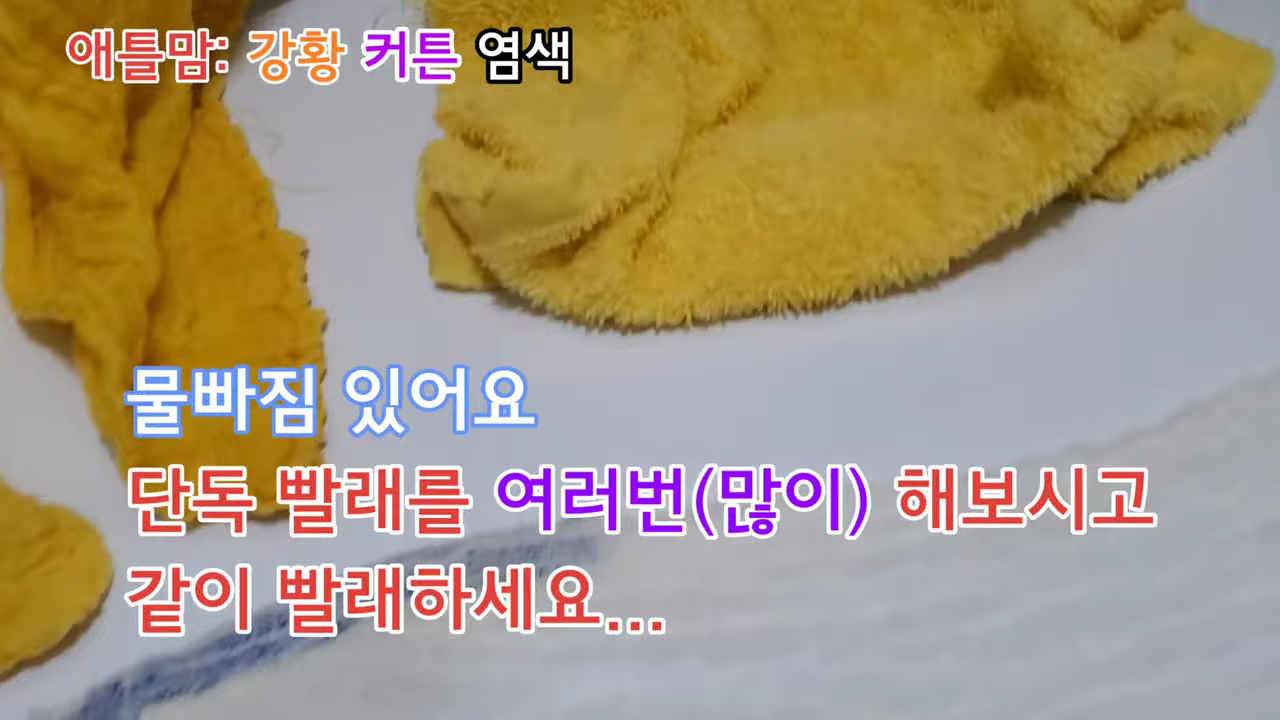 애틀맘: 강황 커튼 염색
물빠짐 있어요
단독 빨래를 여러번(많이) 해보시고
같이 빨래하세요...